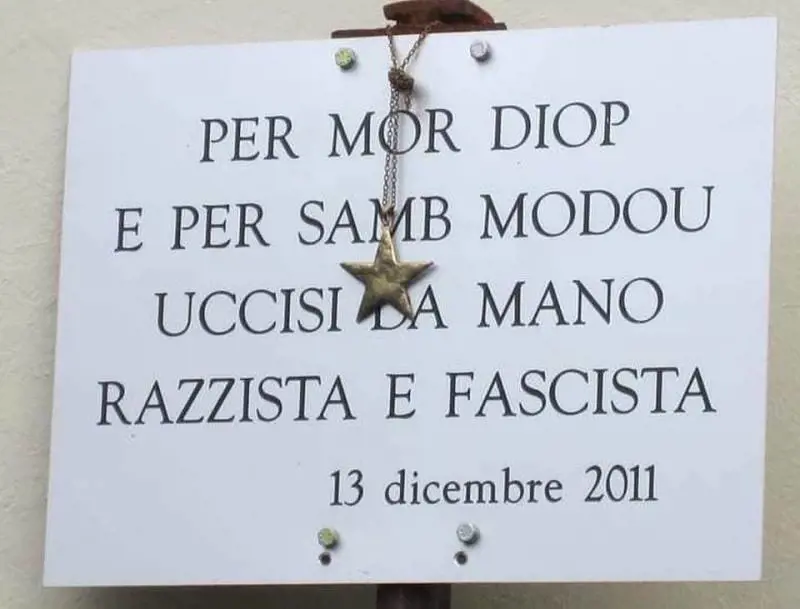 PER MOR DIOP
E PER SAMB MODOU
UCCISI DA MANO
RAZZISTA E FASCISTA
13 dicembre 2011